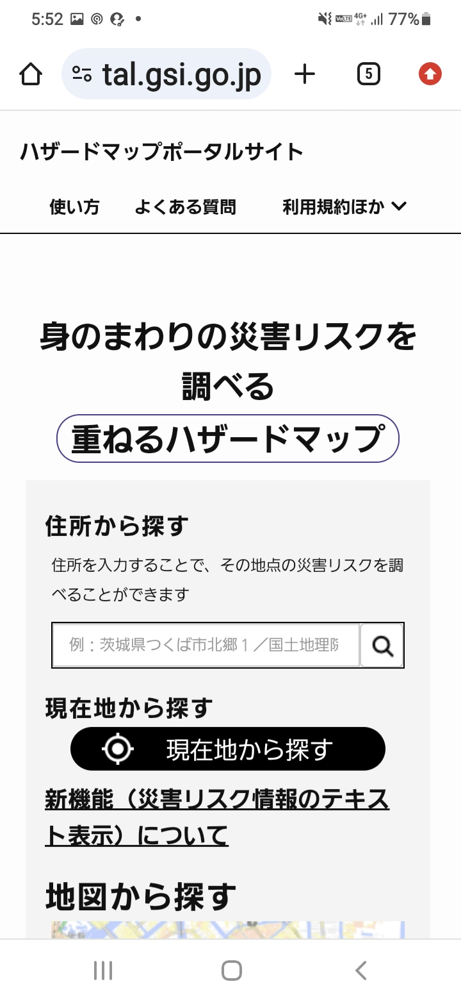 5:52
VoLTE 4G+ 77%
tal.gsi.go.jp
5
ハザードマップポータルサイト
使い方 よくある質問 利用規約ほか
身のまわりの災害リスクを
調べる
重ねるハザードマップ
住所から探す
住所を入力することで、その地点の災害リスクを調
べることができます
例：茨城県つくば市北郷１／国土地理院
現在地から探す
現在地から探す
新機能（災害リスク情報のテキス
ト表示）について
地図から探す